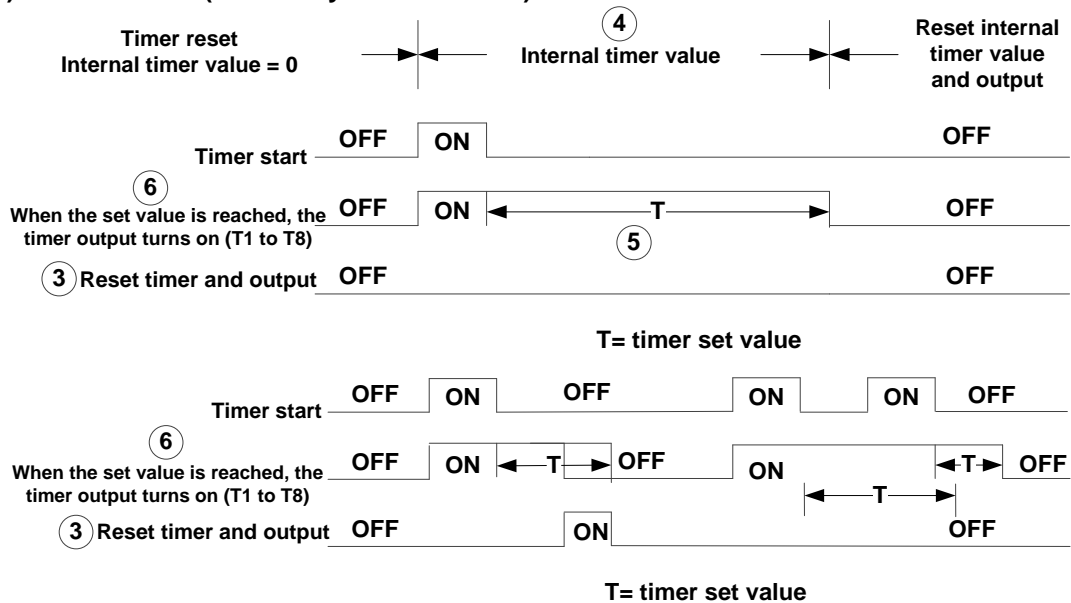 4
Timer reset
Internal timer value = 0
Internal timer value
Reset internal
timer value
and output
OFF ON OFF
Timer start
6
When the set value is reached, the
timer output turns on (T1 to T8)
OFF ON T OFF
5
3 Reset timer and output OFF OFF
T= timer set value
Timer start OFF ON OFF ON ON OFF
6
When the set value is reached, the
timer output turns on (T1 to T8)
OFF ON T OFF ON T OFF
T
3 Reset timer and output OFF ON OFF
T= timer set value